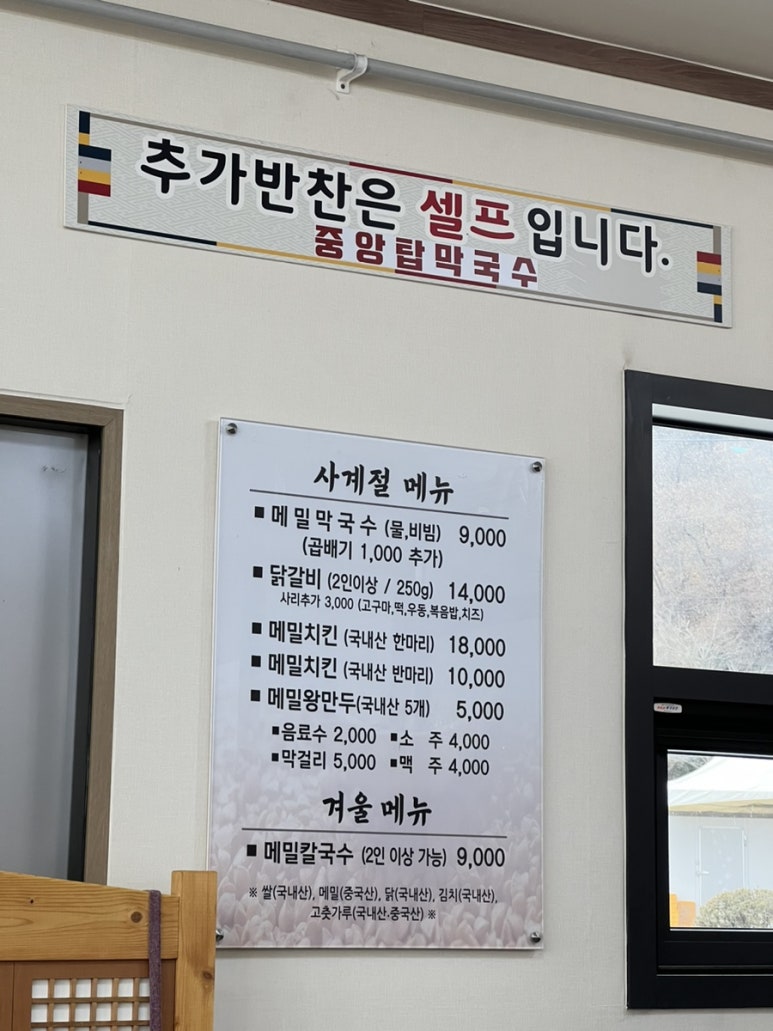 추가반찬은 셀프입니다.
중앙탑막국수
사계절 메뉴
■ 메밀막국수 (물,비빔) 9,000
(곱배기 1,000 추가)
■ 닭갈비 (2인이상 / 250g) 14,000
사리추가 3,000 (고구마,떡,우동,볶음밥,치즈)
■ 메밀치킨 (국내산 한마리) 18,000
■ 메밀치킨 (국내산 반마리) 10,000
■ 메밀왕만두(국내산 5개) 5,000
■음료수 2,000 ■소 주 4,000
■막걸리 5,000 ■맥 주 4,000
겨울 메뉴
■ 메밀칼국수 (2인 이상 가능) 9,000
※ 쌀(국내산), 메밀(중국산), 닭(국내산), 김치(국내산),
고춧가루(국내산.중국산) ※